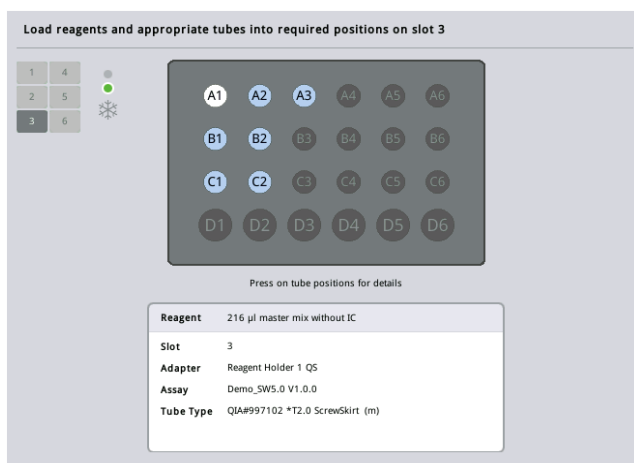 Load reagents and appropriate tubes into required positions on slot 3
1 4
2 5
3 6
A1 A2 A3 A4 A5 A6
B1 B2 B3 B4 B5 B6
C1 C2 C3 C4 C5 C6
D1 D2 D3 D4 D5 D6
Press on tube positions for details
Reagent 216 µl master mix without IC
Slot 3
Adapter Reagent Holder 1 QS
Assay Demo_SW5.0 V1.0.0
Tube Type QIA#997102 *T2.0 ScrewSkirt (m)